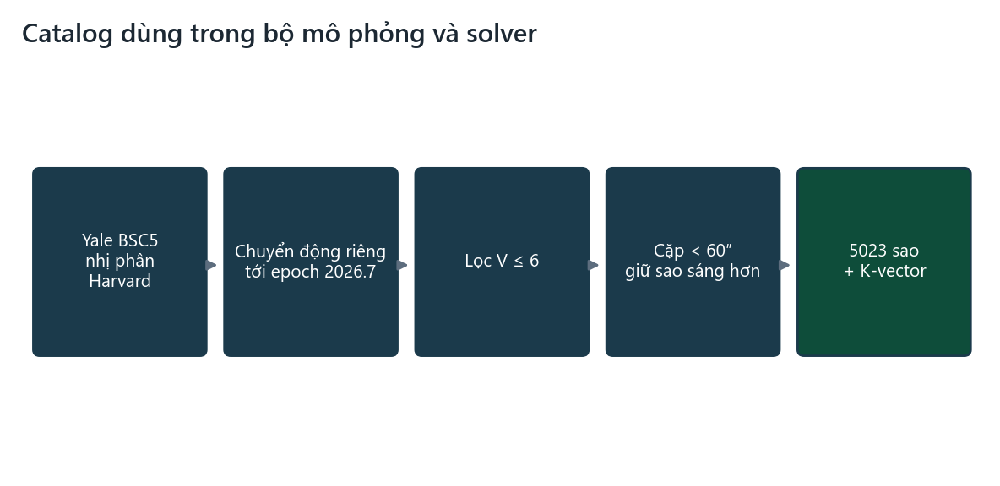 Catalog dùng trong bộ mô phỏng và solver
Yale BSC5
nhị phân
Harvard
Chuyển động riêng
tới epoch 2026.7
Lọc V ≤ 6
Cặp < 60″
giữ sao sáng hơn
5023 sao
+ K-vector